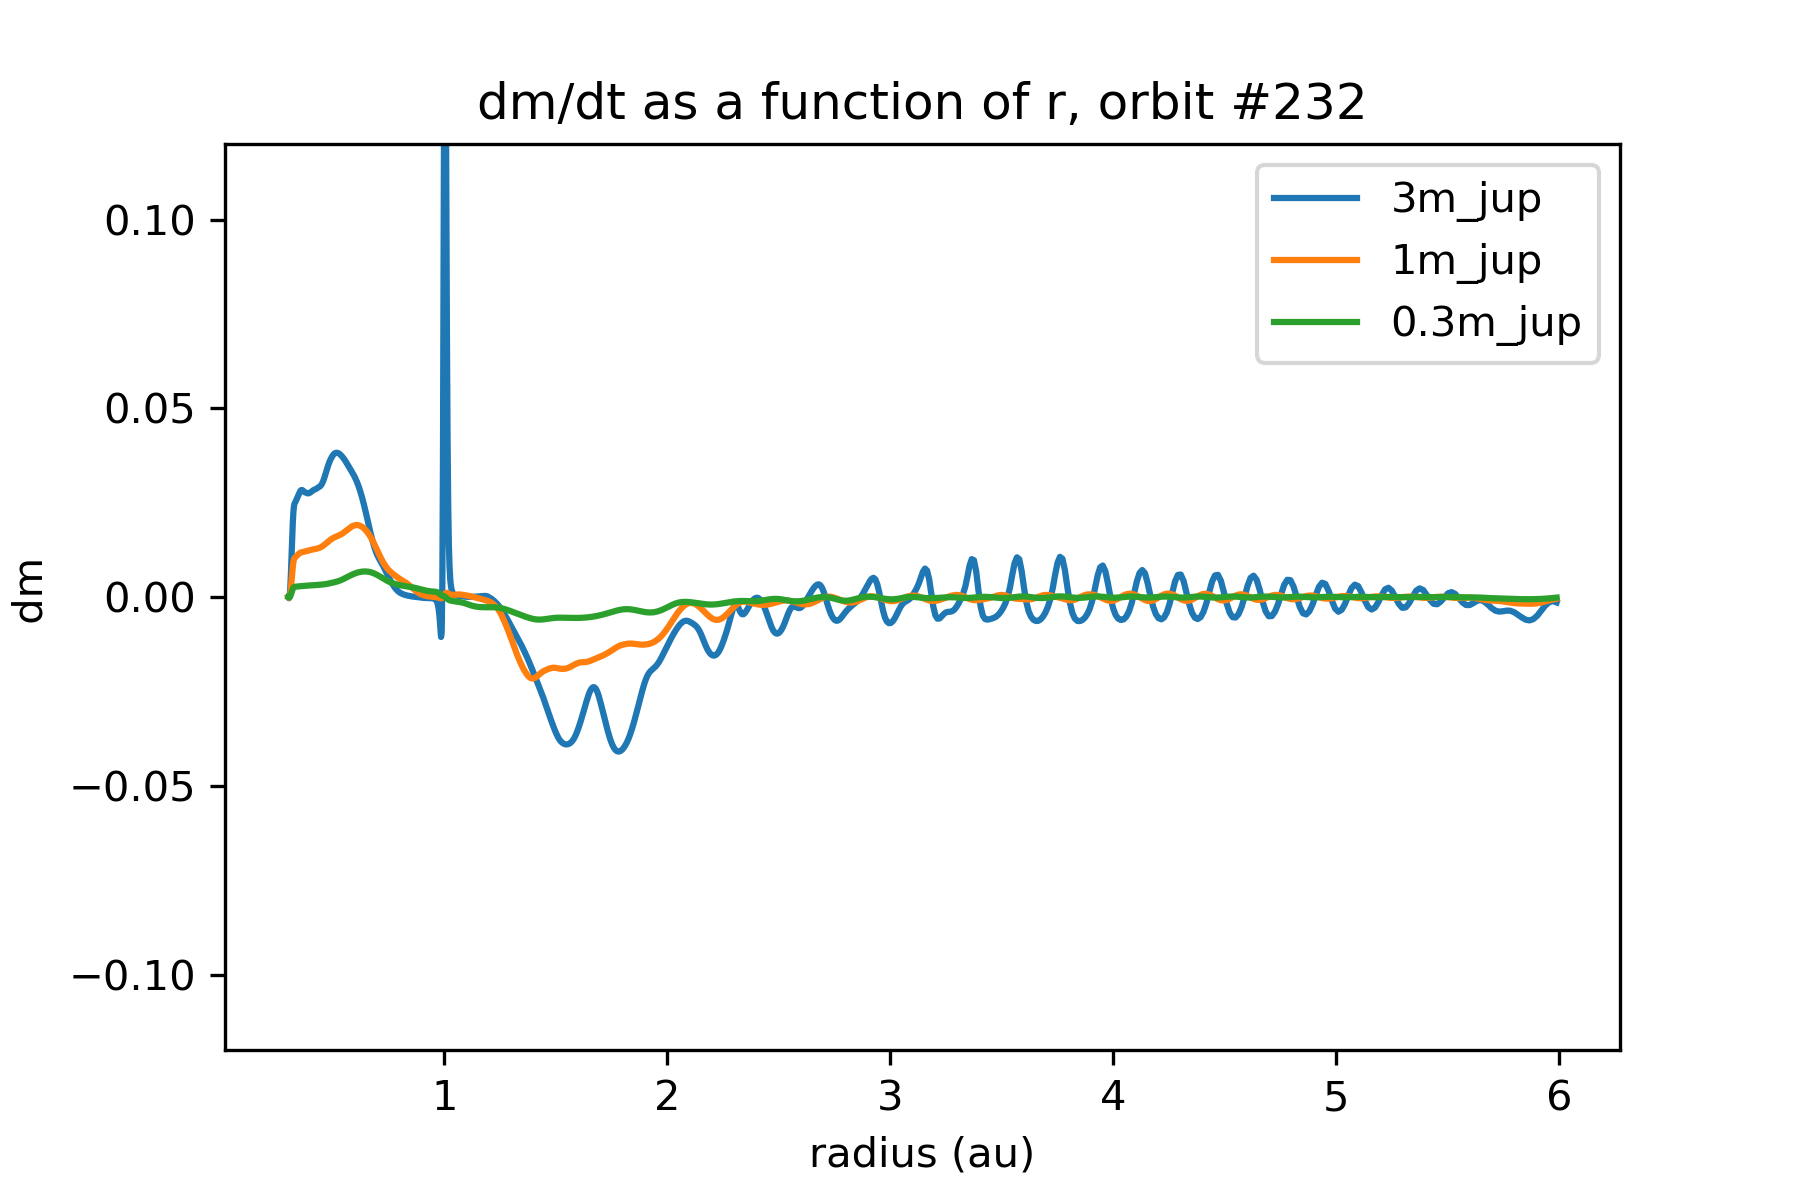 dm/dt as a function of r, orbit #232
3m_jup
1m_jup
0.3m_jup
dm
0.10
0.05
0.00
−0.05
−0.10
1 2 3 4 5 6
radius (au)